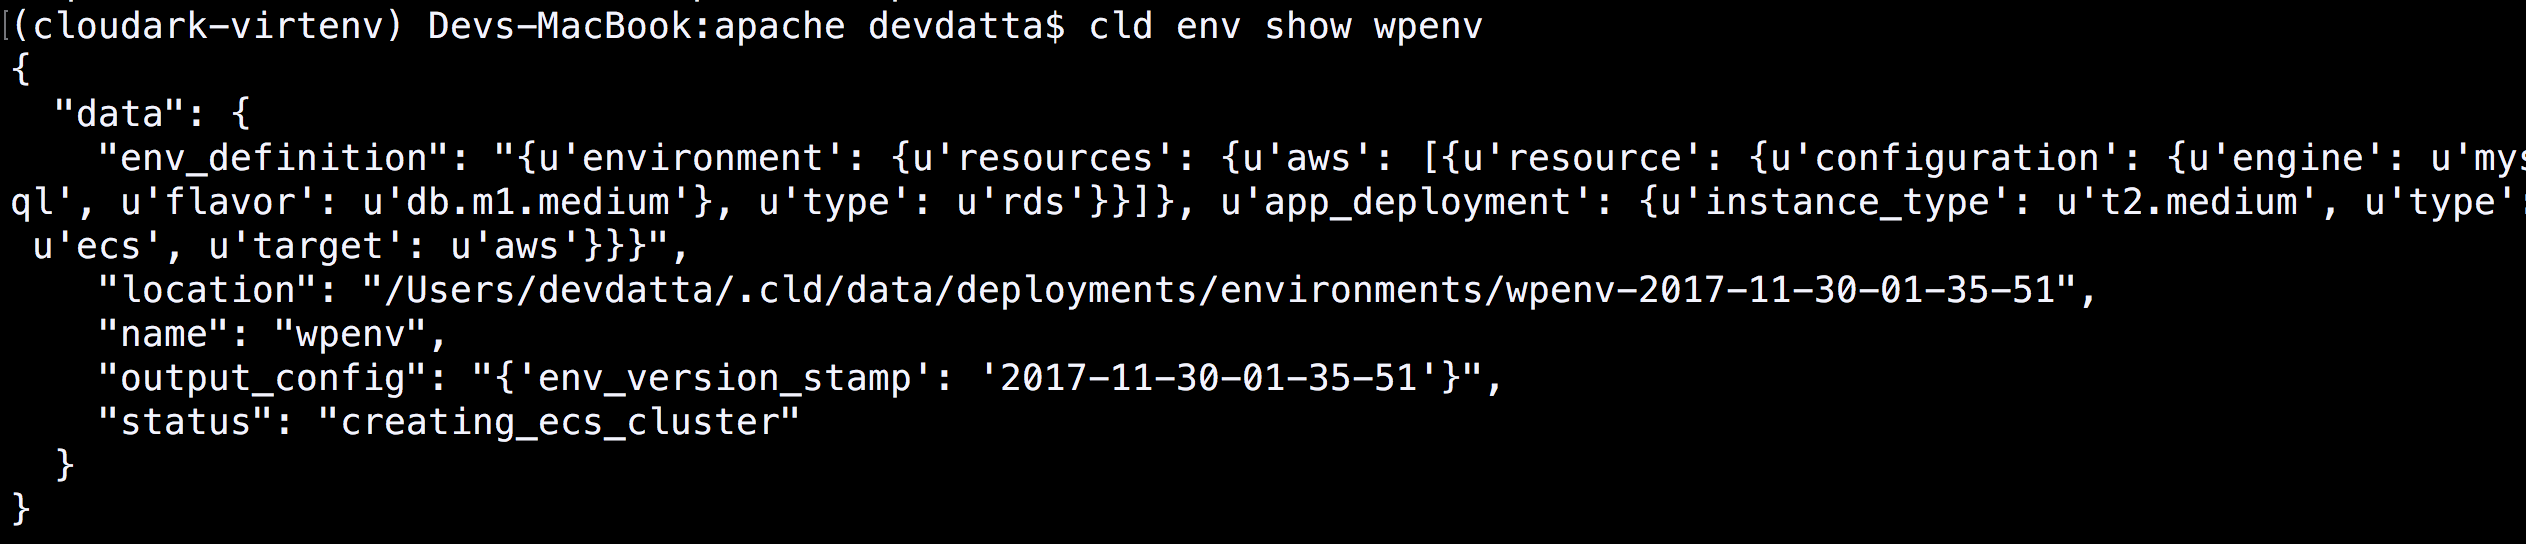 (cloudark-virtenv) Devs-MacBook:apache devdatta$ cld env show wpenv
{
  "data": {
    "env_definition": "{u'environment': {u'resources': {u'aws': [{u'resource': {u'configuration': {u'engine': u'mys
ql', u'flavor': u'db.m1.medium'}, u'type': u'rds'}}]}, u'app_deployment': {u'instance_type': u't2.medium', u'type':
 u'ecs', u'target': u'aws'}}}",
    "location": "/Users/devdatta/.cld/data/deployments/environments/wpenv-2017-11-30-01-35-51",
    "name": "wpenv",
    "output_config": "{'env_version_stamp': '2017-11-30-01-35-51'}",
    "status": "creating_ecs_cluster"
  }
}